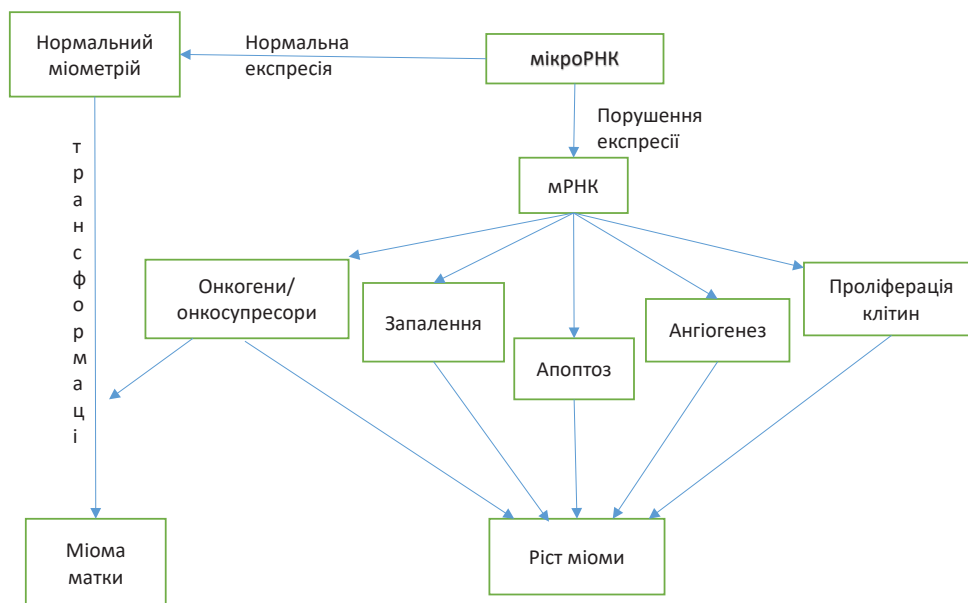 Нормальний
міометрій
Нормальна
експресія
мікроРНК
Порушення
експресії
мРНК
трансформаці
Онкогени/
онкосупресори
Запалення
Апоптоз
Ангіогенез
Проліферація
клітин
Міома
матки
Ріст міоми